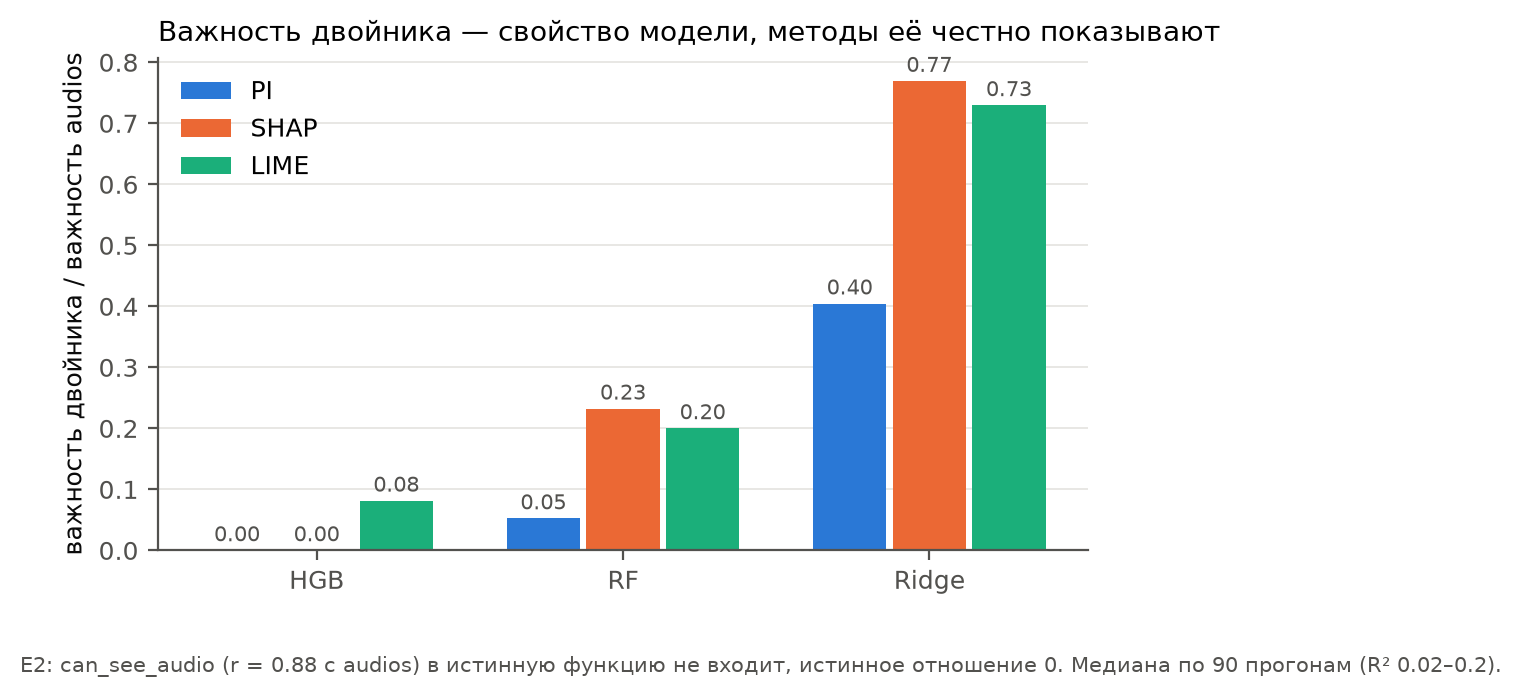 Важность двойника — свойство модели, методы её честно показывают
важность двойника / важность audios
0.8
0.7
0.6
0.5
0.4
0.3
0.2
0.1
0.0
PI
SHAP
LIME
0.00
0.00
0.08
0.05
0.23
0.20
0.40
0.77
0.73
HGB
RF
Ridge
E2: can_see_audio (r = 0.88 с audios) в истинную функцию не входит, истинное отношение 0. Медиана по 90 прогонам (R² 0.02–0.2).